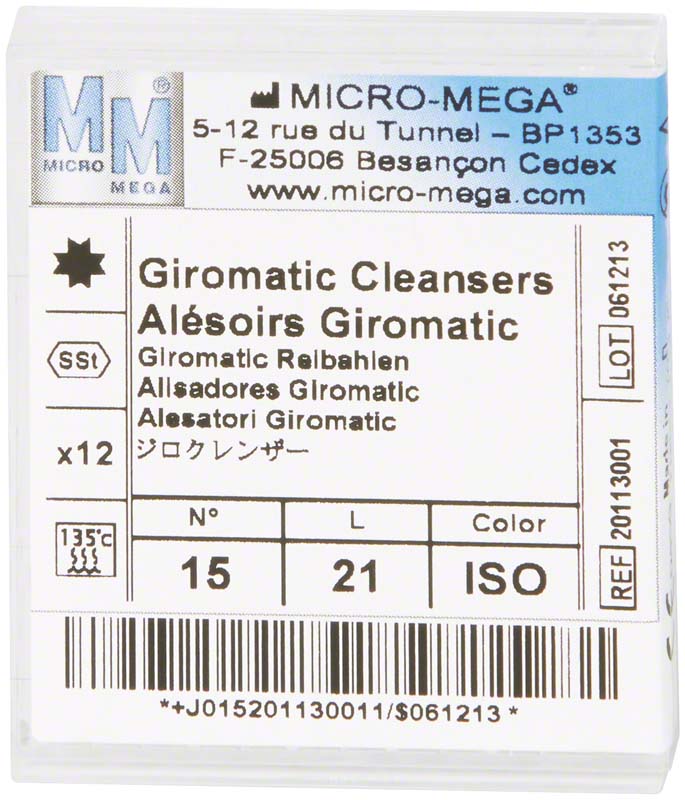 MM®
MICRO
MEGA
MICRO-MEGA®
5-12 rue du Tunnel – BP1353
F-25006 Besançon Cedex
www.micro-mega.com
Giromatic Cleansers
Alésoirs Giromatic
Giromatic Reibahlen
Alisadores Giromatic
Alesatori Giromatic
ジロクレンザー
SSt
x12
135°c
N° L Color
15 21 ISO
LOT 061213
REF 20113001
Made in
*+J015201130011/$061213*